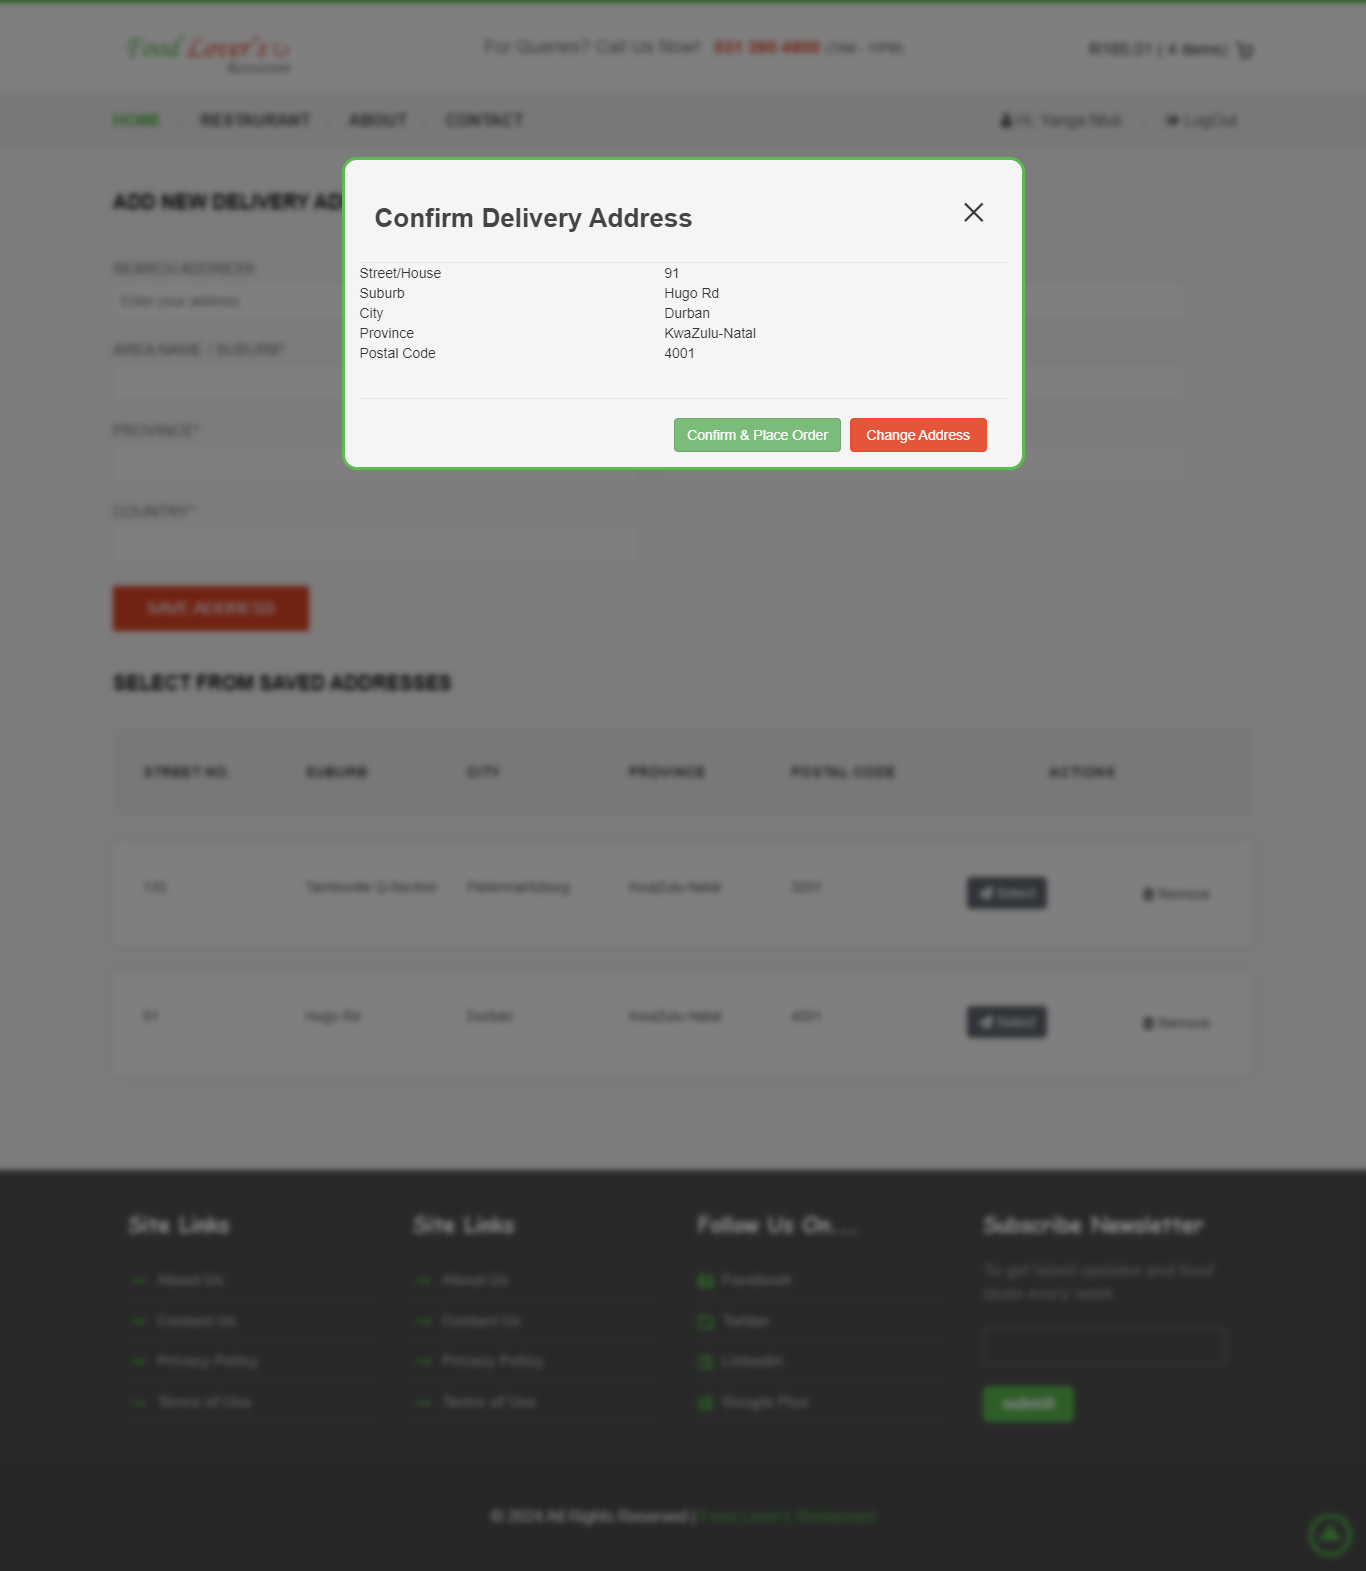 Food Lover's
Restaurant
For Queries? Call Us Now! 031 380 4800
R165,01 ( 4 items)
HOME
RESTAURANT
ABOUT
CONTACT
Hi, Yanga Ntuli
LogOut
ADD NEW DELIVERY AD
Confirm Delivery Address
Street/House 91
Suburb Hugo Rd
City Durban
Province KwaZulu-Natal
Postal Code 4001
Confirm & Place Order
Change Address
SEARCH ADDRESS
Enter your address
AREA NAME / SUBURB*
PROVINCE*
COUNTRY*
SAVE ADDRESS
SELECT FROM SAVED ADDRESSES
STREET NO. SUBURB CITY PROVINCE POSTAL CODE ACTIONS
Q-Section Pietermaritzburg KwaZulu-Natal 3201 Select Remove
91 Hugo Rd Durban KwaZulu-Natal 4001 Select Remove
Site Links
About Us
Contact Us
Privacy Policy
Terms of Use
Site Links
About Us
Contact Us
Privacy Policy
Terms of Use
Follow Us On...
Facebook
Twitter
Linkedin
Google Plus
Subscribe Newsletter
To get latest updates and food
deals every week
submit
© 2024 All Rights Reserved | Food Lover's Restaurant